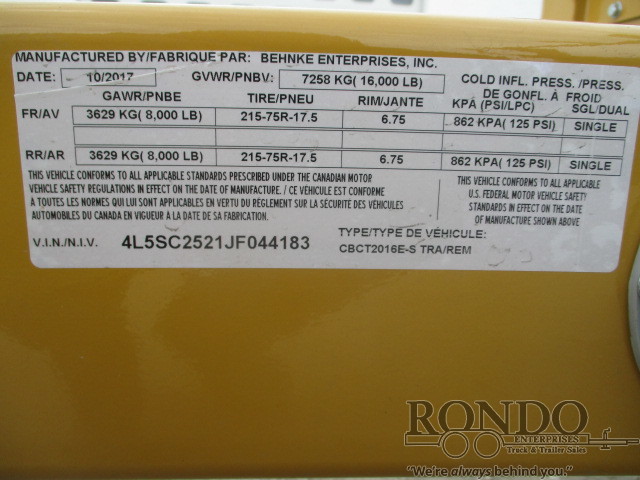 MANUFACTURED BY/FABRIQUE PAR: BEHNKE ENTERPRISES, INC.
DATE: 10/2017 GVWR/PNBV: 7258 KG( 16,000 LB) COLD INFL. PRESS. /PRESS.
DE GONFL. À FROID
GAWR/PNBE TIRE/PNEU RIM/JANTE KPA (PSI/LPC) SGL/DUAL
FR/AV 3629 KG( 8,000 LB) 215-75R-17.5 6.75 862 KPA( 125 PSI) SINGLE
RR/AR 3629 KG( 8,000 LB) 215-75R-17.5 6.75 862 KPA( 125 PSI) SINGLE
THIS VEHICLE CONFORMS TO ALL APPLICABLE STANDARDS PRESCRIBED UNDER THE CANADIAN MOTOR
VEHICLE SAFETY REGULATIONS IN EFFECT ON THE DATE OF MANUFACTURE. / CE VÉHICULE EST CONFORME
A TOUTES LES NORMES QUI LUI SONT APPLICABLES EN VERTU DU RÈGLEMENT SUR LA SÉCURITÉ DES VÉHICULES
AUTOMOBILES DU CANADA EN VIGUEUR A LA DATE DE SA FABRICATION.
THIS VEHICLE CONFORMS TO ALL APPLICABLE
U.S. FEDERAL MOTOR VEHICLE SAFETY
STANDARDS IN EFFECT ON THE DATE
OF MANUFACTURE SHOWN ABOVE
V.I.N./N.I.V. 4L5SC2521JF044183
TYPE/TYPE DE VÉHICULE:
CBCT2016E-S TRA/REM
RONDO
ENTERPRISES
Truck & Trailer Sales
"We're always behind you."